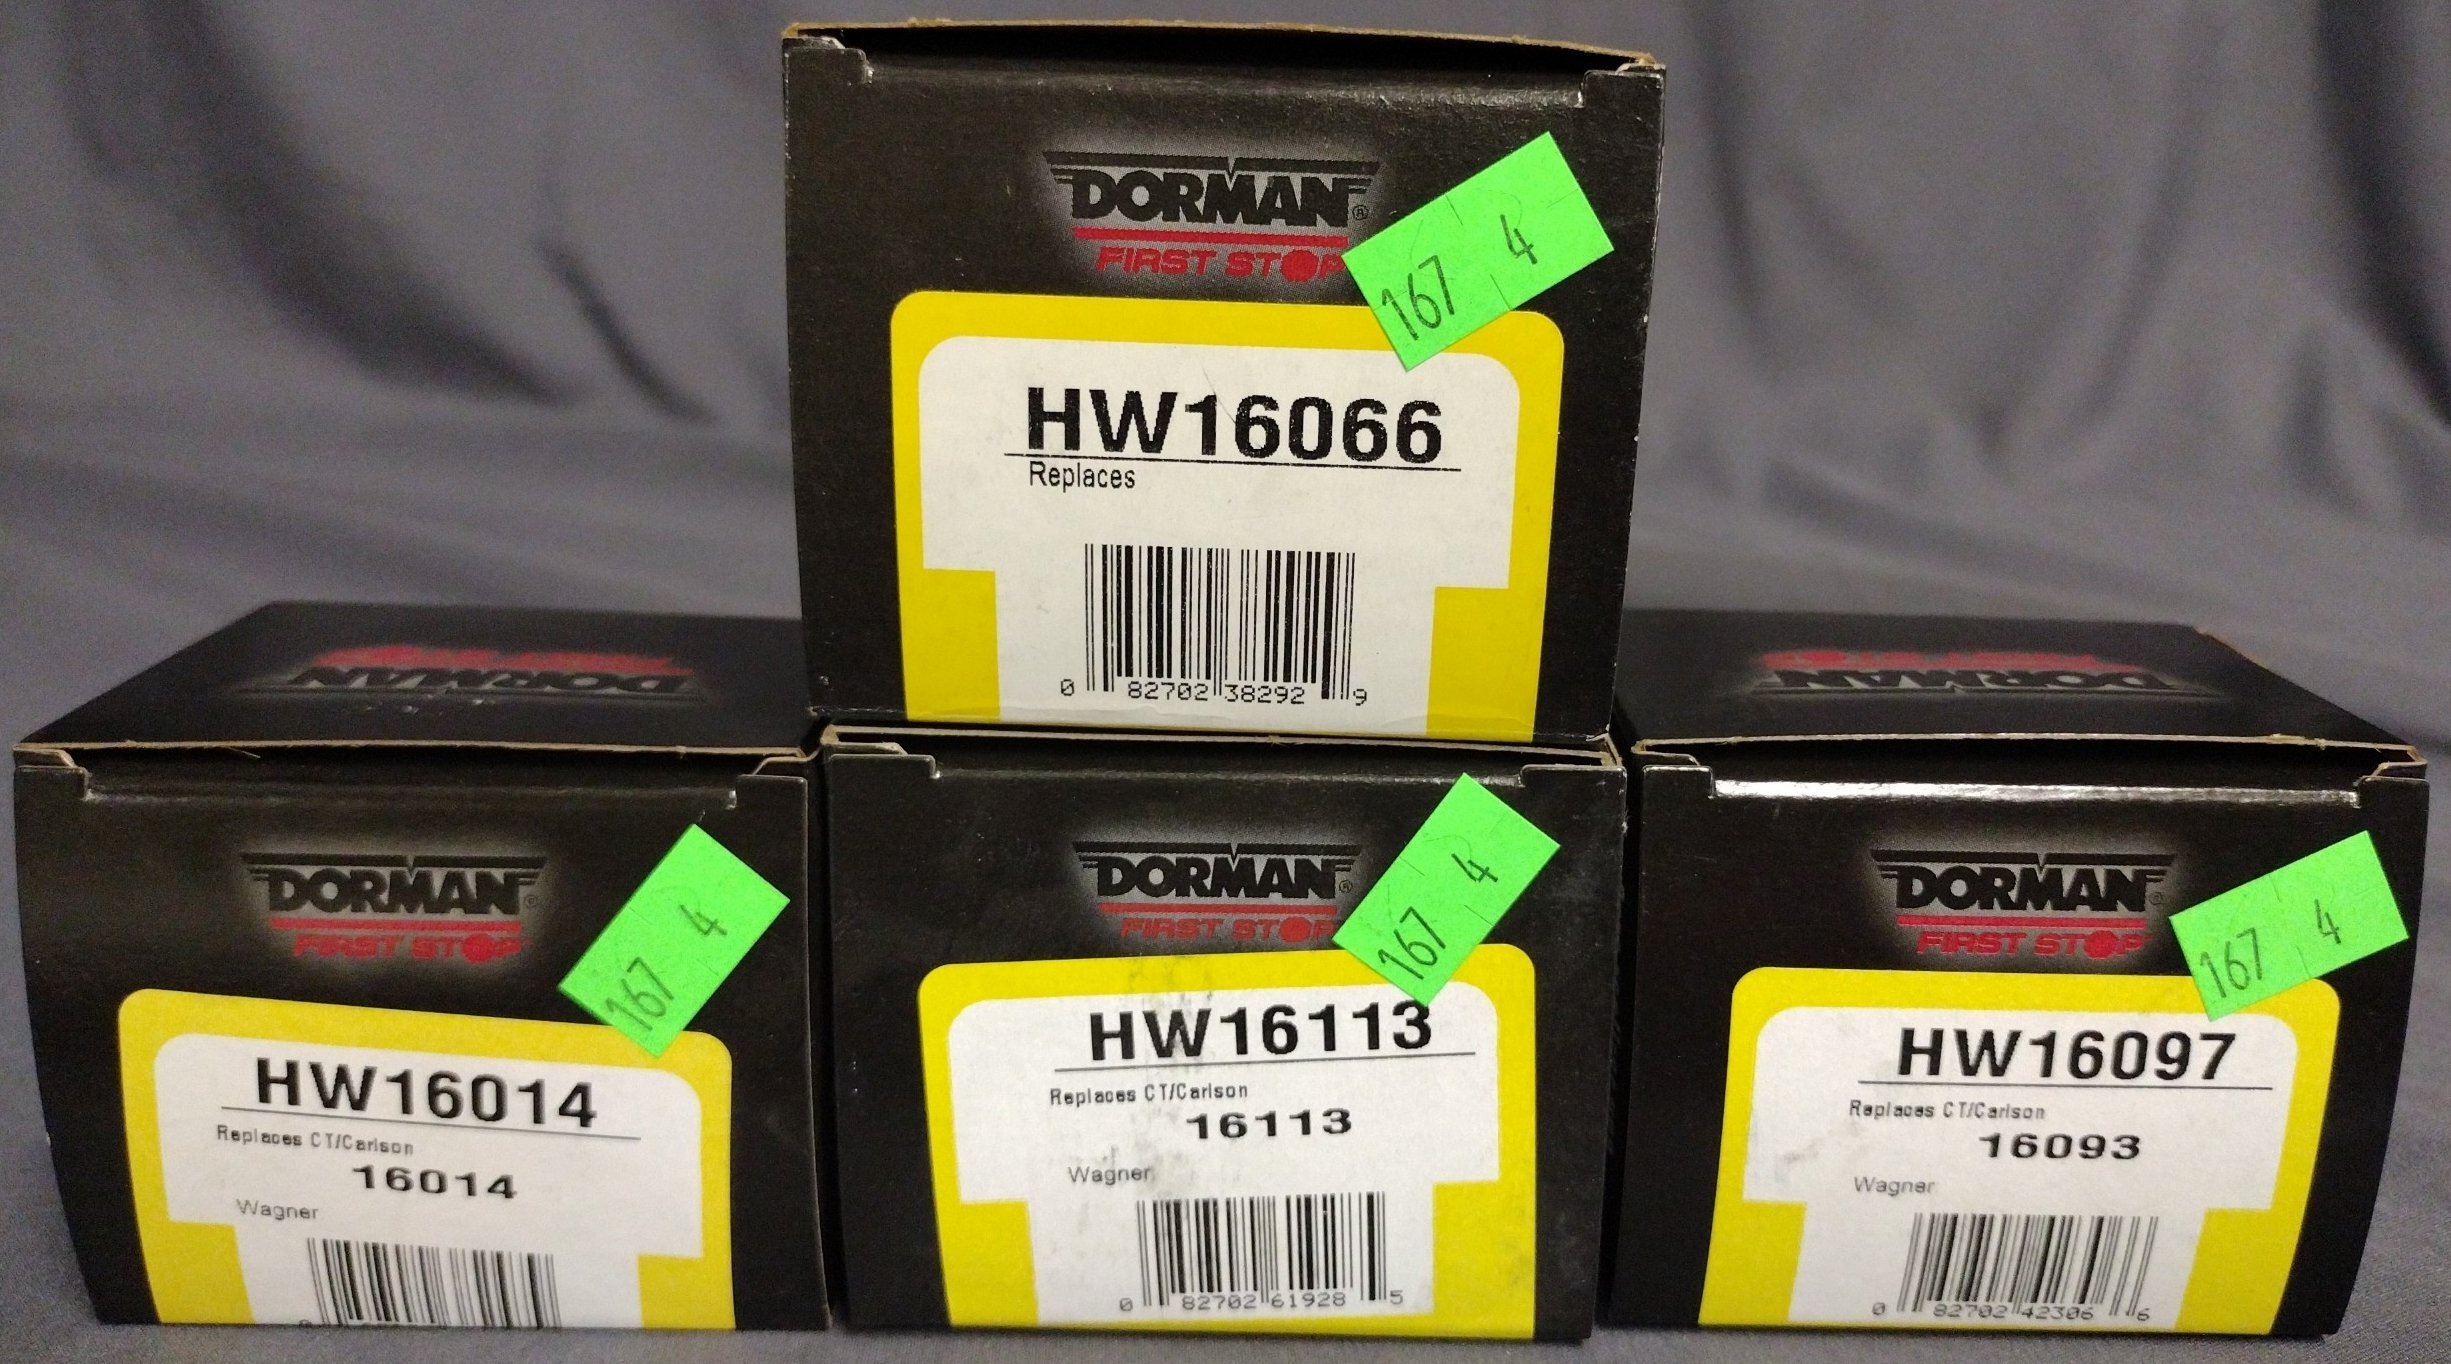 DORMAN®
FIRST STOP
167 4
HW16066
Replaces
0 82702 38292 9
DORMAN
DORMAN
DORMAN®
FIRST STOP
167 4
HW16014
Replaces CT/Carlson
16014
Wagner
DORMAN®
FIRST STOP
167 4
HW16113
Replaces CT/Carlson
16113
Wagner
0 82702 61928 5
DORMAN®
FIRST STOP
167 4
HW16097
Replaces CT/Carlson
16093
Wagner
0 82702 42306 6